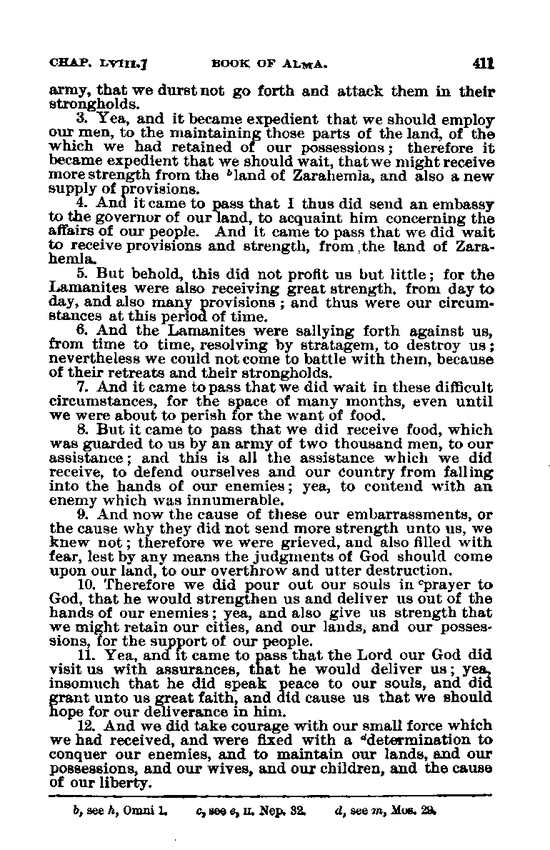 CHAP. LVIII.] BOOK OF ALMA. 411
army, that we durst not go forth and attack them in their
strongholds.
3. Yea, and it became expedient that we should employ
our men, to the maintaining those parts of the land, of the
which we had retained of our possessions; therefore it
became expedient that we should wait, that we might receive
more strength from the ᵇland of Zarahemla, and also a new
supply of provisions.
4. And it came to pass that I thus did send an embassy
to the governor of our land, to acquaint him concerning the
affairs of our people. And it came to pass that we did wait
to receive provisions and strength, from the land of Zara-
hemla.
5. But behold, this did not profit us but little; for the
Lamanites were also receiving great strength, from day to
day, and also many provisions; and thus were our circum-
stances at this period of time.
6. And the Lamanites were sallying forth against us,
from time to time, resolving by stratagem, to destroy us;
nevertheless we could not come to battle with them, because
of their retreats and their strongholds.
7. And it came to pass that we did wait in these difficult
circumstances, for the space of many months, even until
we were about to perish for the want of food.
8. But it came to pass that we did receive food, which
was guarded to us by an army of two thousand men, to our
assistance; and this is all the assistance which we did
receive, to defend ourselves and our country from falling
into the hands of our enemies; yea, to contend with an
enemy which was innumerable.
9. And now the cause of these our embarrassments, or
the cause why they did not send more strength unto us, we
knew not; therefore we were grieved, and also filled with
fear, lest by any means the judgments of God should come
upon our land, to our overthrow and utter destruction.
10. Therefore we did pour out our souls in ᶜprayer to
God, that he would strengthen us and deliver us out of the
hands of our enemies; yea, and also give us strength that
we might retain our cities, and our lands, and our posses-
sions, for the support of our people.
11. Yea, and it came to pass that the Lord our God did
visit us with assurances, that he would deliver us; yea,
insomuch that he did speak peace to our souls, and did
grant unto us great faith, and did cause us that we should
hope for our deliverance in him.
12. And we did take courage with our small force which
we had received, and were fixed with a ᵈdetermination to
conquer our enemies, and to maintain our lands, and our
possessions, and our wives, and our children, and the cause
of our liberty.
b, see h, Omni 1. c, see e, II. Nep. 32. d, see m, Mos. 29.